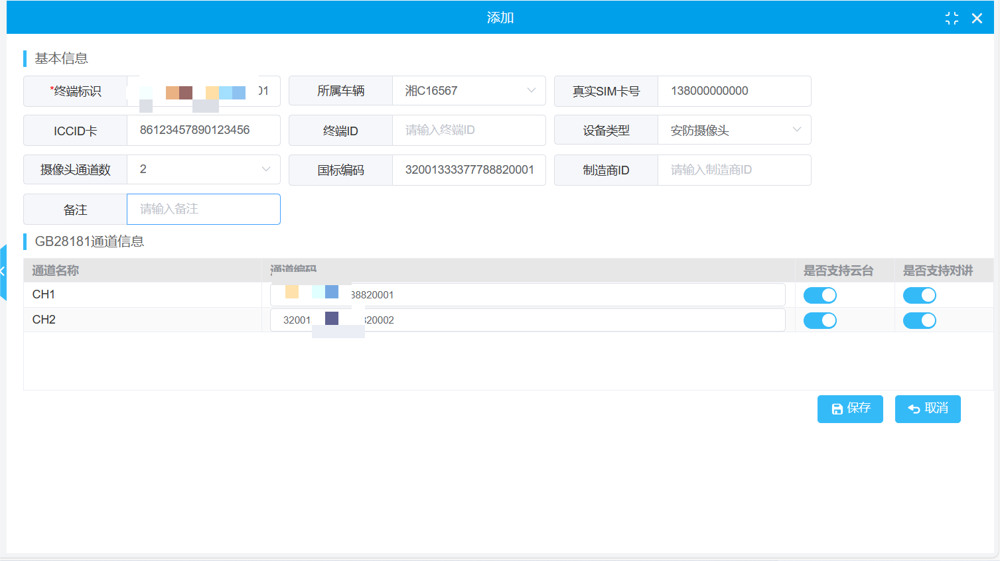 添加
基本信息
*终端标识 01 所属车辆 湘C16567 真实SIM卡号 138000000000
ICCID卡 86123457890123456 终端ID 请输入终端ID 设备类型 安防摄像头
摄像头通道数 2 国标编码 32001333377788820001 制造商ID 请输入制造商ID
备注 请输入备注
GB28181通道信息
通道名称 通道编码 是否支持云台 是否支持对讲
CH1 8820001
CH2 32001 820002
保存 取消